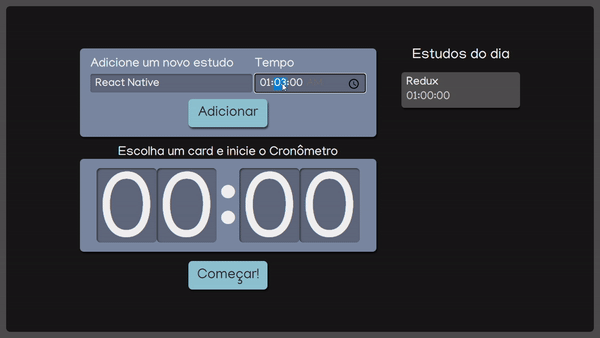 Adicione um novo estudo
Tempo
React Native
01:03:00
Adicionar
Escolha um card e inicie o Cronômetro
00:00
Começar!
Estudos do dia
Redux
01:00:00